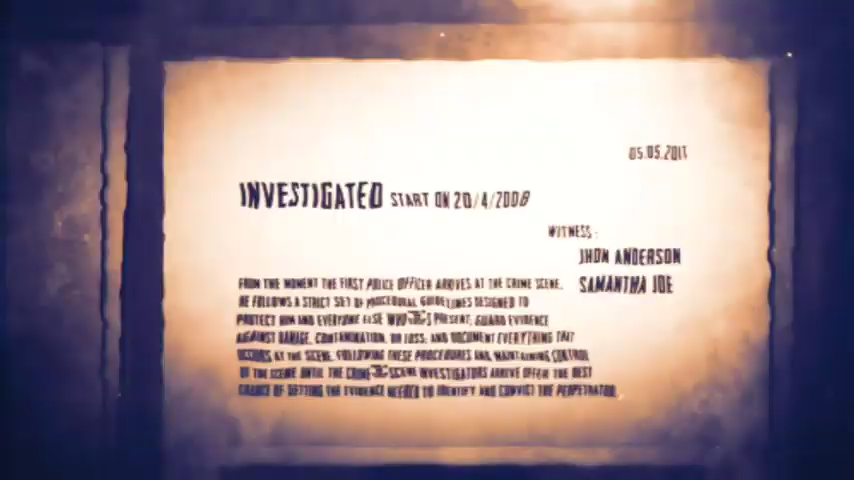 05.05.2011
INVESTIGATED START ON 20/4/2008
WITNESS :
JHON ANDERSON
SAMANTHA JOE
FROM THE MOMENT THE FIRST POLICE OFFICER ARRIVES AT THE CRIME SCENE,
HE FOLLOWS A STRICT SET OF PROCEDURAL GUIDELINES DESIGNED TO
PROTECT HIM AND EVERYONE ELSE WHO IS PRESENT; GUARD EVIDENCE
AGAINST DAMAGE, CONTAMINATION, OR LOSS; AND DOCUMENT EVERYTHING THAT
AT THE SCENE. FOLLOWING THESE PROCEDURES AND MAINTAINING CONTROL
OF THE SCENE UNTIL THE CRIME SCENE INVESTIGATORS ARRIVE OFFER THE BEST
CHANCE OF GETTING THE EVIDENCE NEEDED TO IDENTIFY AND CONVICT THE PERPETRATOR.